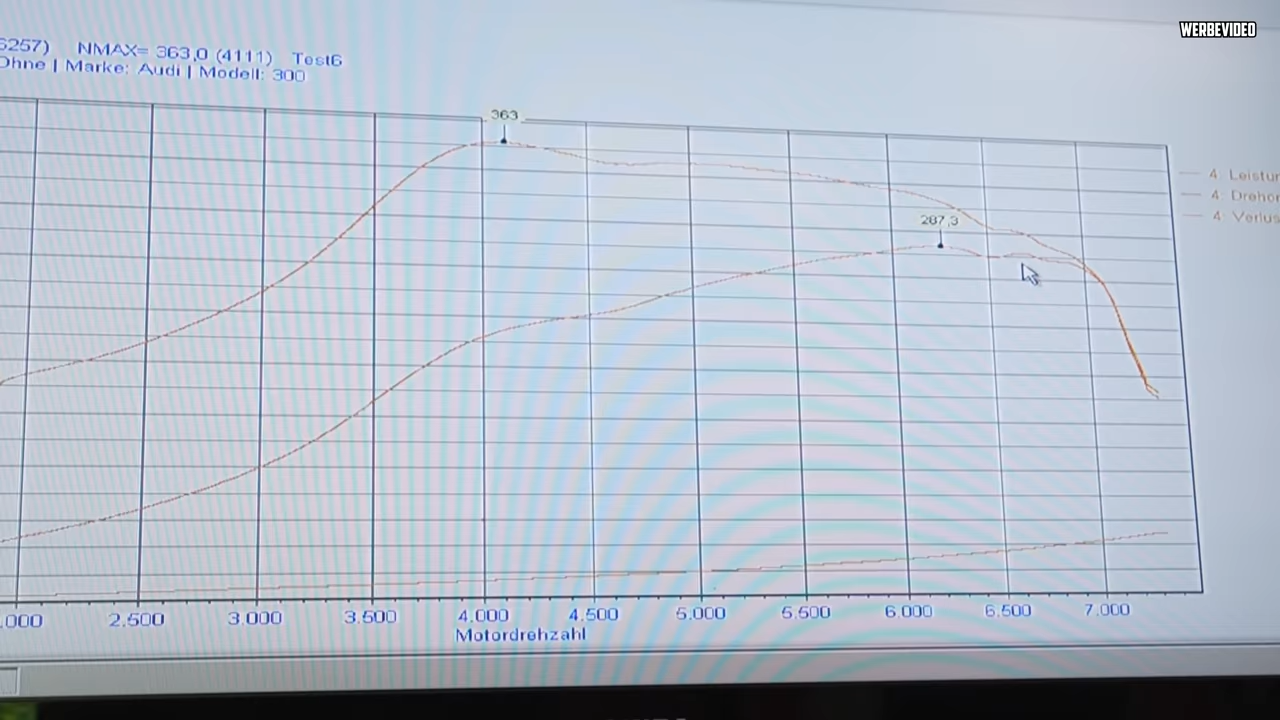 WERBEVIDEO
6257) NMAX= 363,0 (4111) Test6
Ohne | Marke: Audi | Modell: 300
363
4: Leistun
4: Drehor
287,3
4: Verlus
.000 2.500 3.000 3.500 4.000 4.500 5.000 5.500 6.000 6.500 7.000
Motordrehzahl